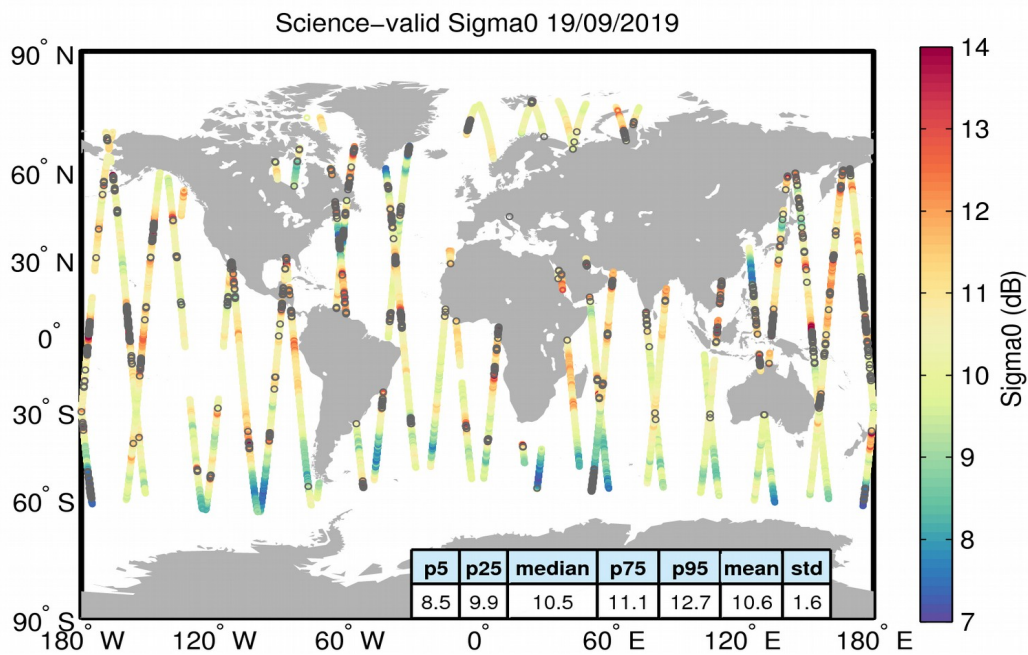 Science−valid Sigma0 19/09/2019
90° N
60° N
30° N
0°
30° S
60° S
90° S
180° W
120° W
60° W
0°
60° E
120° E
180° E
p5 p25 median p75 p95 mean std
8.5 9.9 10.5 11.1 12.7 10.6 1.6
14
13
12
11
10
9
8
7
Sigma0 (dB)